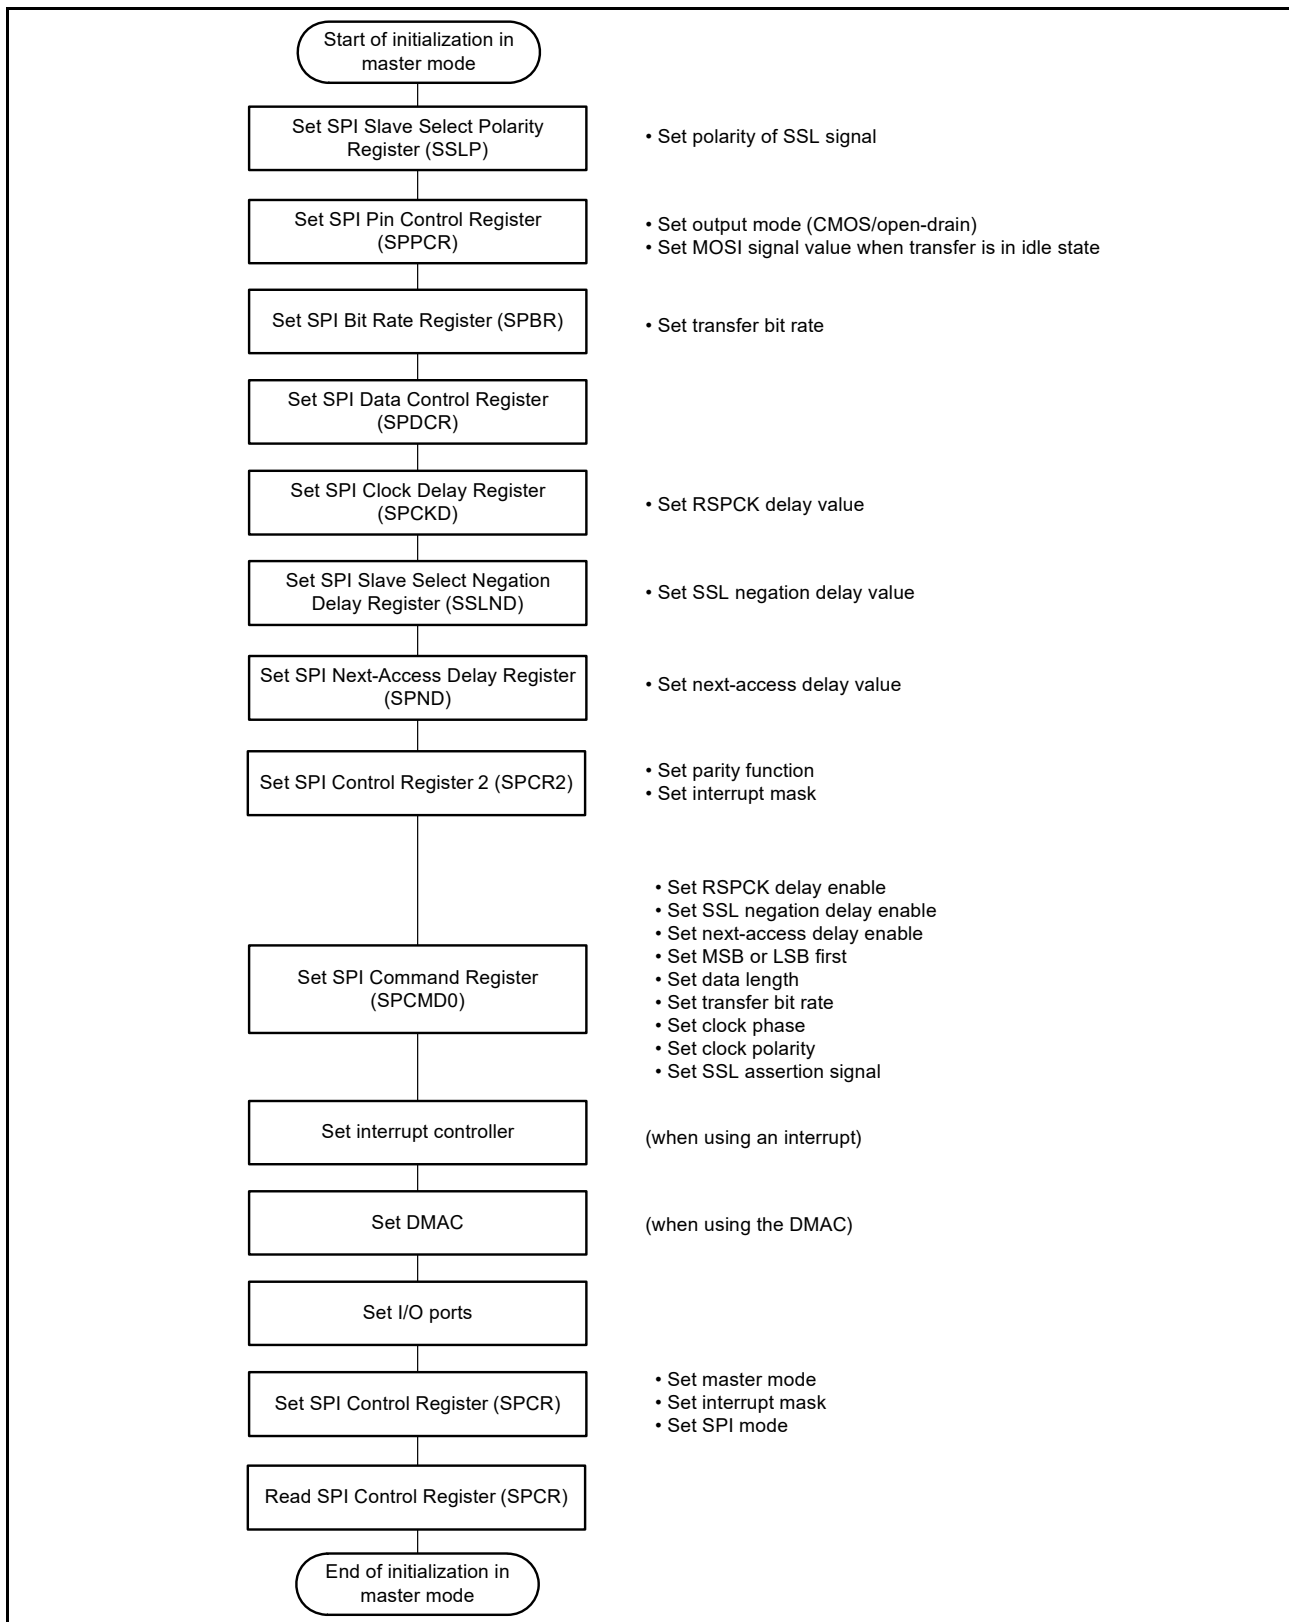 Start of initialization in
master mode
Set SPI Slave Select Polarity
Register (SSLP)
• Set polarity of SSL signal
Set SPI Pin Control Register
(SPPCR)
• Set output mode (CMOS/open-drain)
• Set MOSI signal value when transfer is in idle state
Set SPI Bit Rate Register (SPBR)
• Set transfer bit rate
Set SPI Data Control Register
(SPDCR)
Set SPI Clock Delay Register
(SPCKD)
• Set RSPCK delay value
Set SPI Slave Select Negation
Delay Register (SSLND)
• Set SSL negation delay value
Set SPI Next-Access Delay Register
(SPND)
• Set next-access delay value
Set SPI Control Register 2 (SPCR2)
• Set parity function
• Set interrupt mask
Set SPI Command Register
(SPCMD0)
• Set RSPCK delay enable
• Set SSL negation delay enable
• Set next-access delay enable
• Set MSB or LSB first
• Set data length
• Set transfer bit rate
• Set clock phase
• Set clock polarity
• Set SSL assertion signal
Set interrupt controller
(when using an interrupt)
Set DMAC
(when using the DMAC)
Set I/O ports
Set SPI Control Register (SPCR)
• Set master mode
• Set interrupt mask
• Set SPI mode
Read SPI Control Register (SPCR)
End of initialization in
master mode